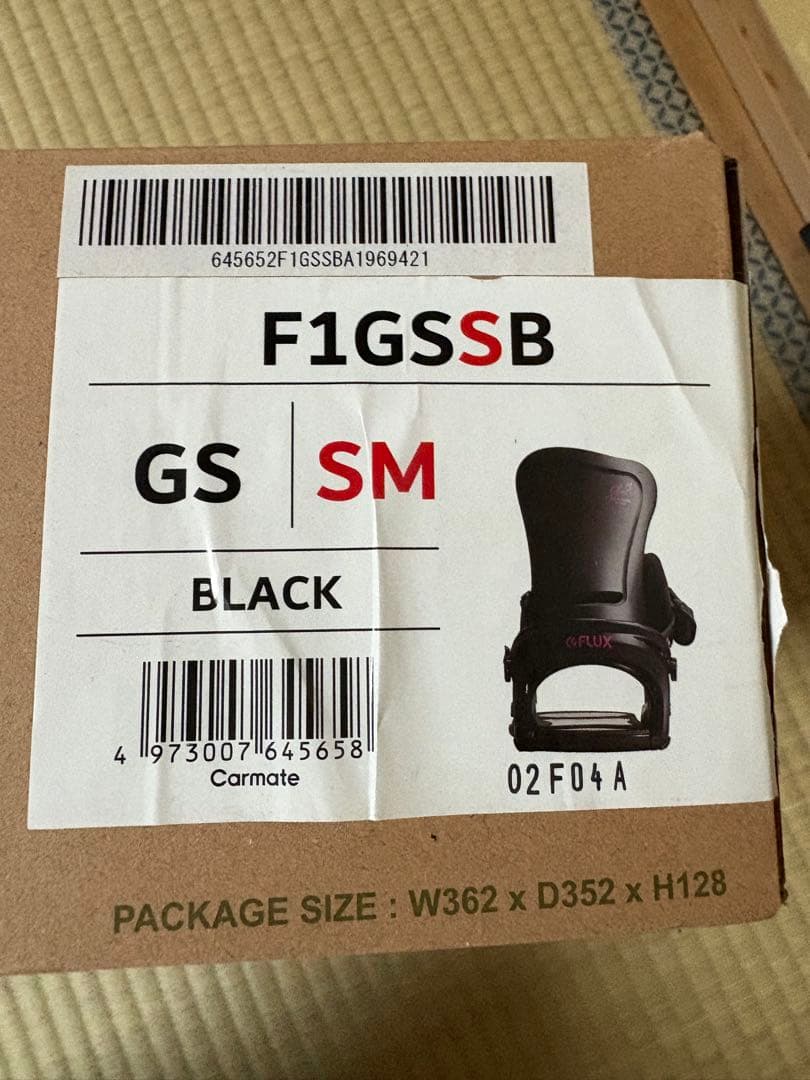 645652F1GSSBA1969421
F1GSSB
GS
SM
BLACK
FLUX
4 973007 645658
Carmate
02F04A
PACKAGE SIZE : W362 x D352 x H128